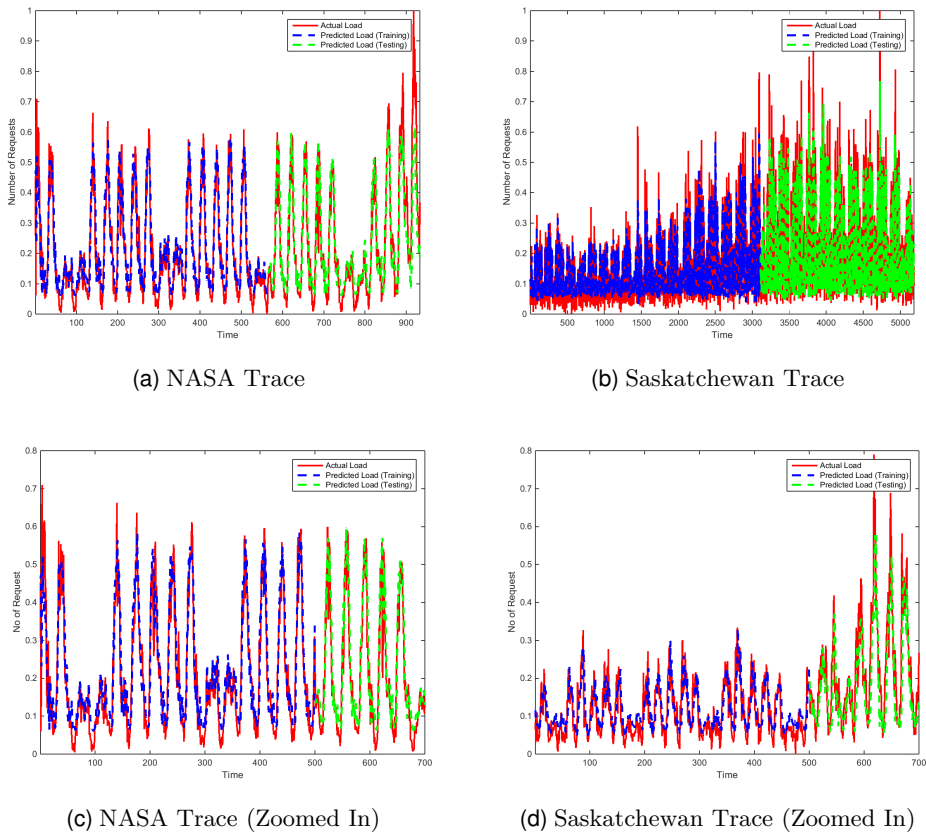 1
0.9
0.8
0.7
0.6
0.5
0.4
0.3
0.2
0.1
0
Number of Requests
Actual Load
Predicted Load (Training)
Predicted Load (Testing)
100 200 300 400 500 600 700 800 900
Time
(a) NASA Trace
1
0.9
0.8
0.7
0.6
0.5
0.4
0.3
0.2
0.1
0
Number of Requests
Actual Load
Predicted Load (Training)
Predicted Load (Testing)
500 1000 1500 2000 2500 3000 3500 4000 4500 5000
Time
(b) Saskatchewan Trace
0.8
0.7
0.6
0.5
0.4
0.3
0.2
0.1
0
No of Request
Actual Load
Predicted Load (Training)
Predicted Load (Testing)
100 200 300 400 500 600 700
Time
(c) NASA Trace (Zoomed In)
0.8
0.7
0.6
0.5
0.4
0.3
0.2
0.1
0
No of Requests
Actual Load
Predicted Load (Training)
Predicted Load (Testing)
100 200 300 400 500 600 700
Time
(d) Saskatchewan Trace (Zoomed In)